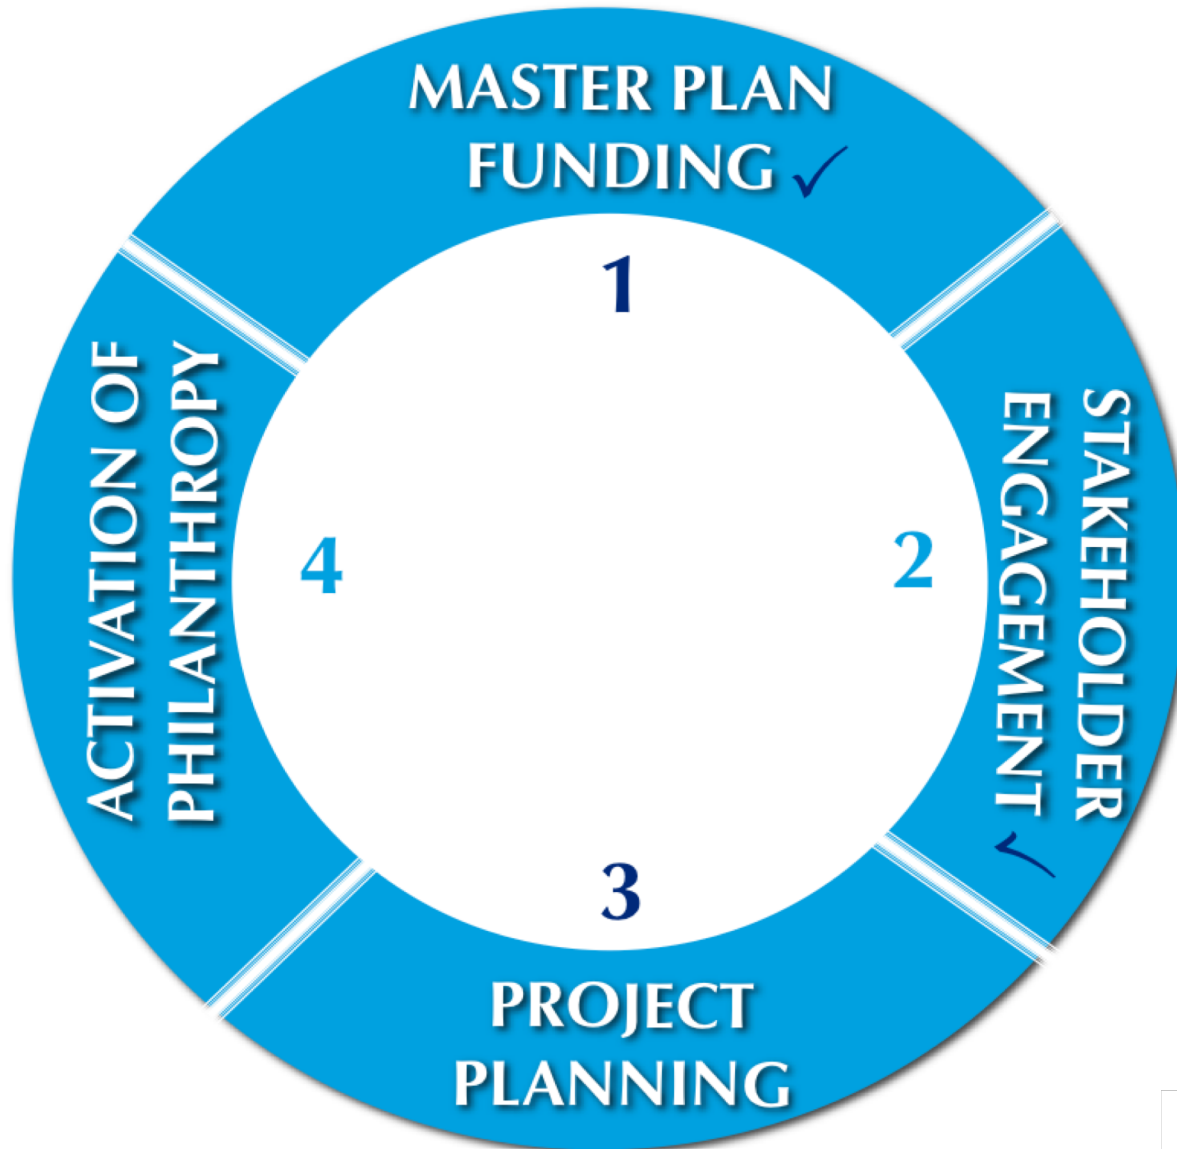 MASTER PLAN
FUNDING ✓
1
STAKEHOLDER
ENGAGEMENT ✓
2
3
PROJECT
PLANNING
ACTIVATION OF
PHILANTHROPY
4